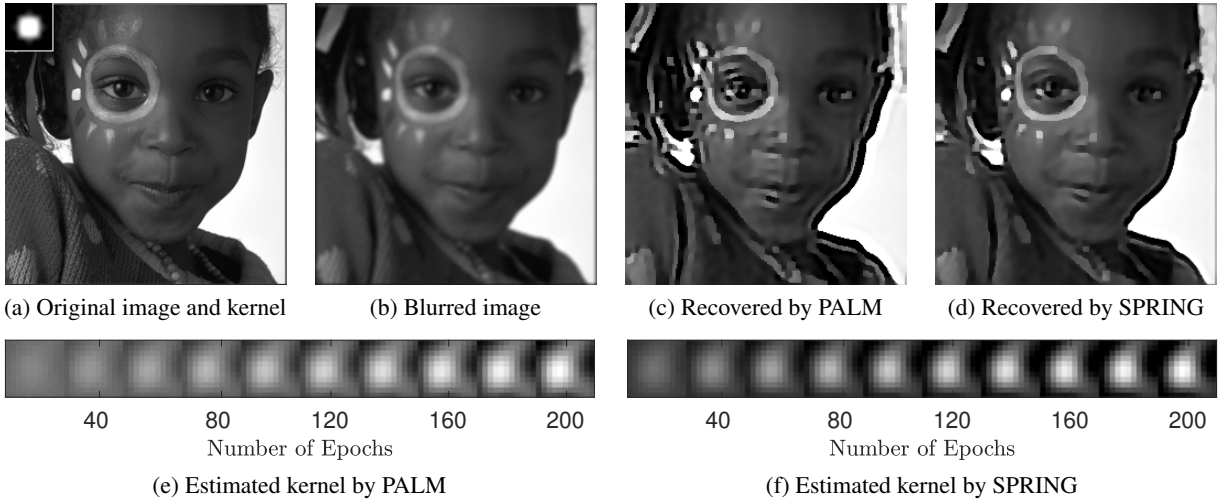 (a) Original image and kernel
(b) Blurred image
(c) Recovered by PALM
(d) Recovered by SPRING
40 80 120 160 200
Number of Epochs
(e) Estimated kernel by PALM
40 80 120 160 200
Number of Epochs
(f) Estimated kernel by SPRING